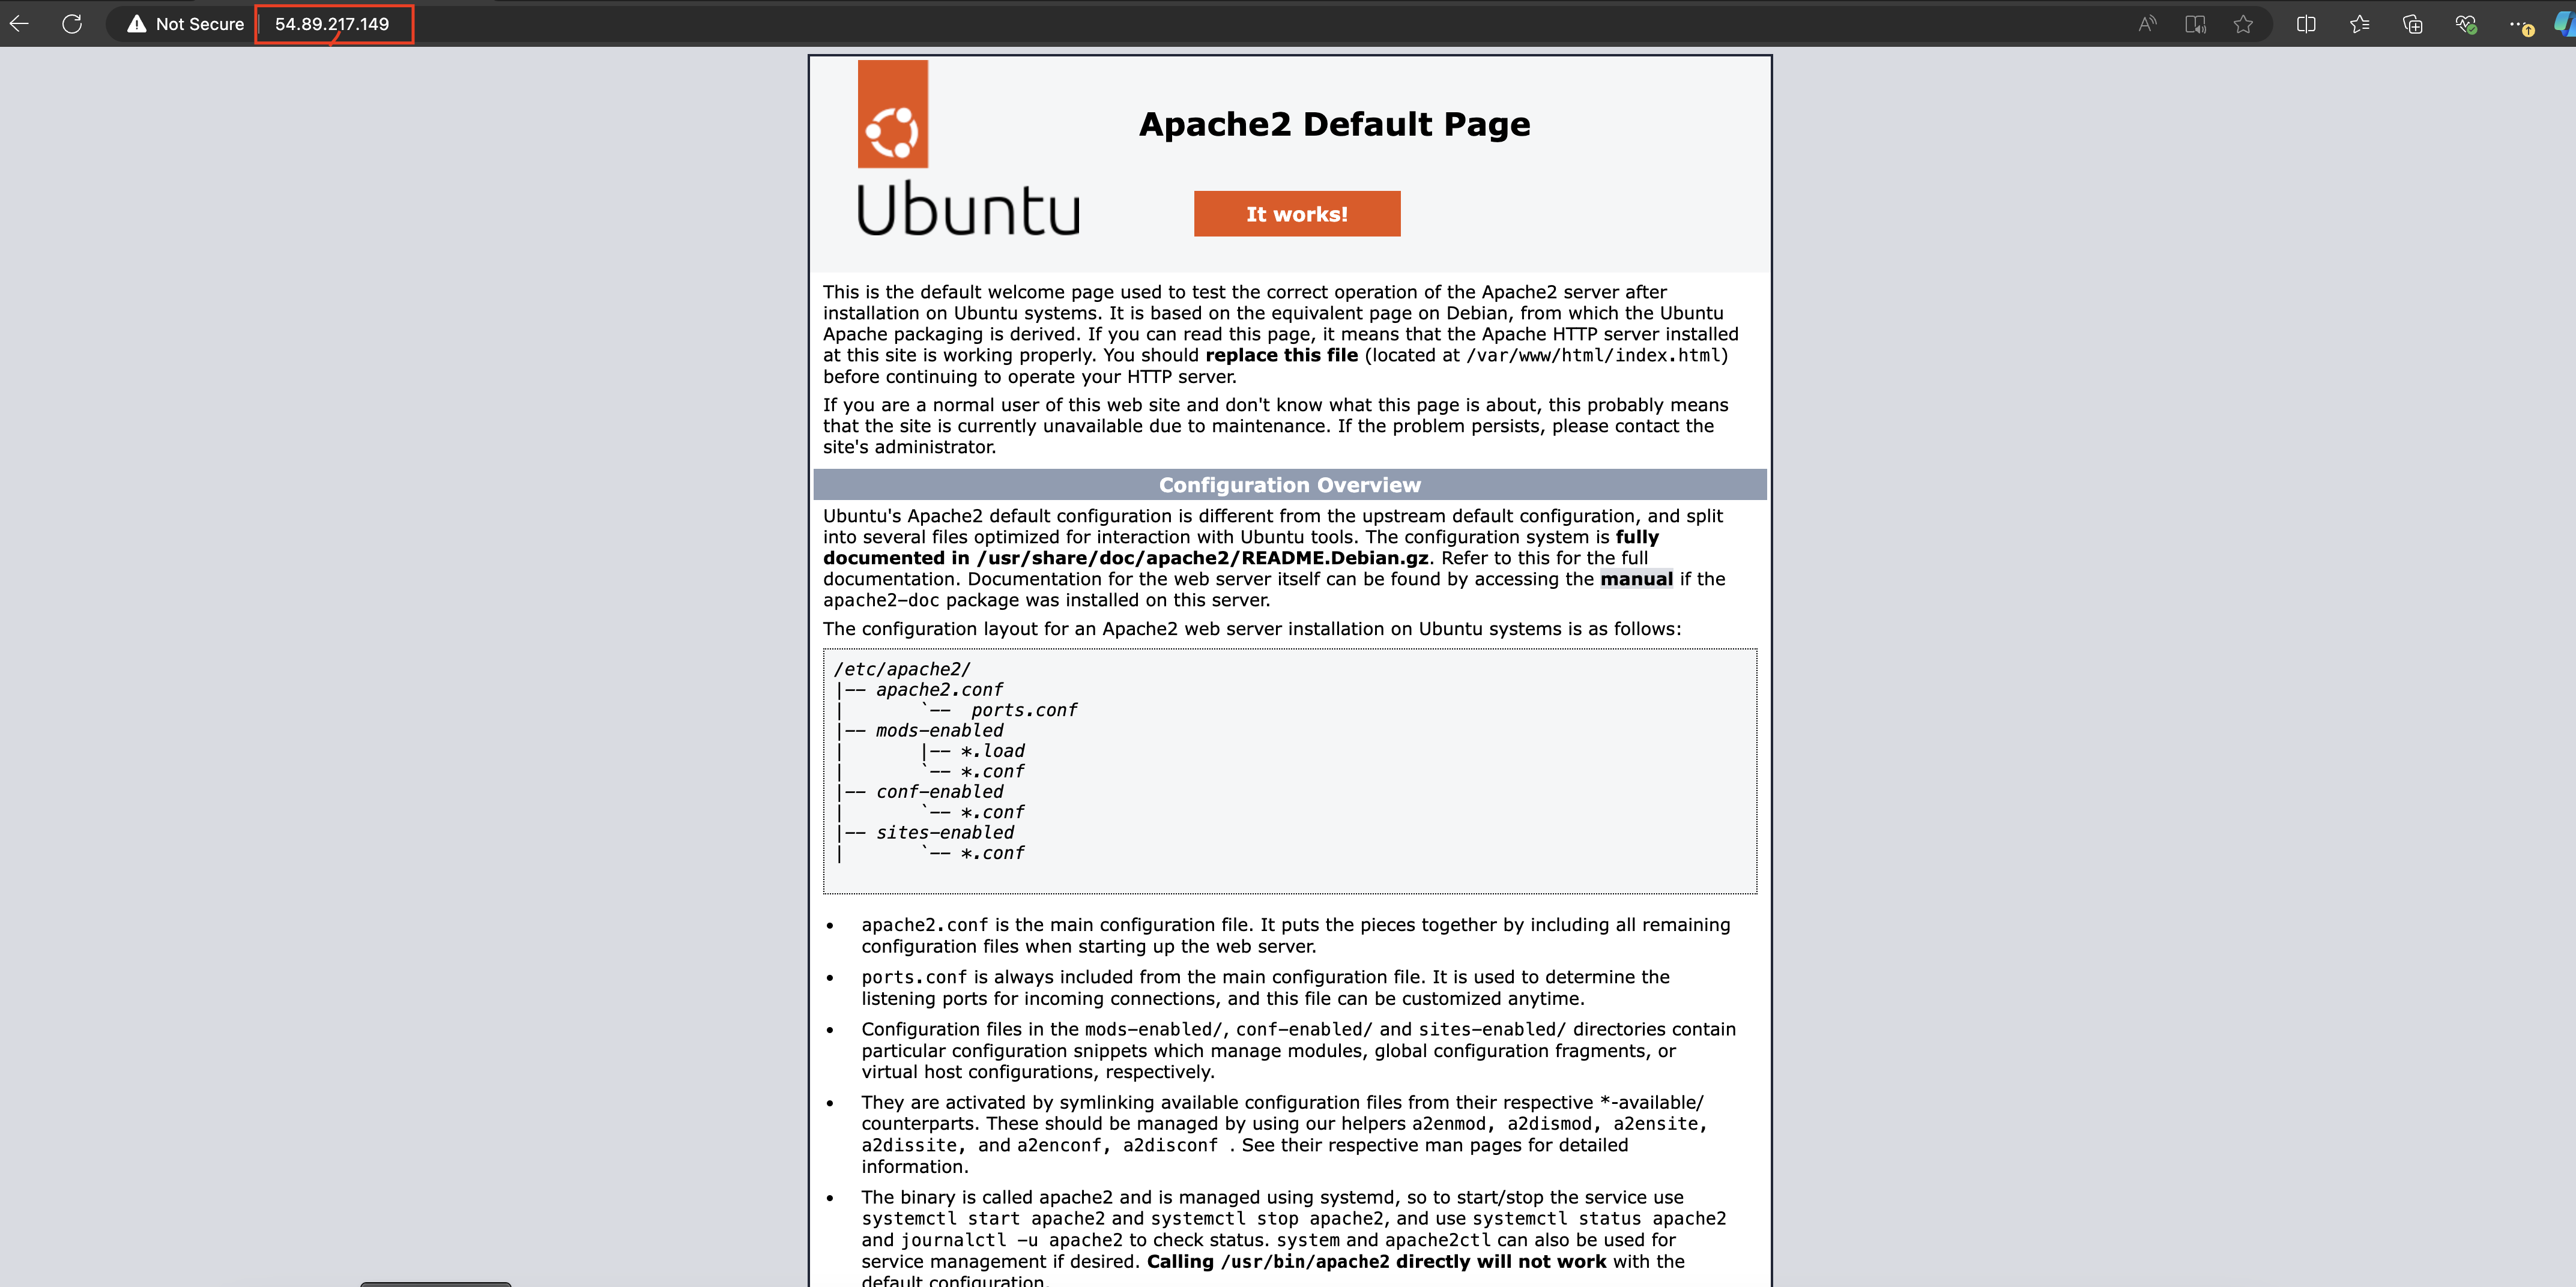 Not Secure 54.89.217.149
Apache2 Default Page
Ubuntu
It works!
This is the default welcome page used to test the correct operation of the Apache2 server after
installation on Ubuntu systems. It is based on the equivalent page on Debian, from which the Ubuntu
Apache packaging is derived. If you can read this page, it means that the Apache HTTP server installed
at this site is working properly. You should replace this file (located at /var/www/html/index.html)
before continuing to operate your HTTP server.
If you are a normal user of this web site and don't know what this page is about, this probably means
that the site is currently unavailable due to maintenance. If the problem persists, please contact the
site's administrator.
Configuration Overview
Ubuntu's Apache2 default configuration is different from the upstream default configuration, and split
into several files optimized for interaction with Ubuntu tools. The configuration system is fully
documented in /usr/share/doc/apache2/README.Debian.gz. Refer to this for the full
documentation. Documentation for the web server itself can be found by accessing the manual if the
apache2-doc package was installed on this server.
The configuration layout for an Apache2 web server installation on Ubuntu systems is as follows:
/etc/apache2/
|-- apache2.conf
|       `--  ports.conf
|-- mods-enabled
|       |-- *.load
|       `-- *.conf
|-- conf-enabled
|       `-- *.conf
|-- sites-enabled
|       `-- *.conf
• apache2.conf is the main configuration file. It puts the pieces together by including all remaining
configuration files when starting up the web server.
• ports.conf is always included from the main configuration file. It is used to determine the
listening ports for incoming connections, and this file can be customized anytime.
• Configuration files in the mods-enabled/, conf-enabled/ and sites-enabled/ directories contain
particular configuration snippets which manage modules, global configuration fragments, or
virtual host configurations, respectively.
• They are activated by symlinking available configuration files from their respective *-available/
counterparts. These should be managed by using our helpers a2enmod, a2dismod, a2ensite,
a2dissite, and a2enconf, a2disconf . See their respective man pages for detailed
information.
• The binary is called apache2 and is managed using systemd, so to start/stop the service use
systemctl start apache2 and systemctl stop apache2, and use systemctl status apache2
and journalctl -u apache2 to check status. system and apache2ctl can also be used for
service management if desired. Calling /usr/bin/apache2 directly will not work with the
default configuration.